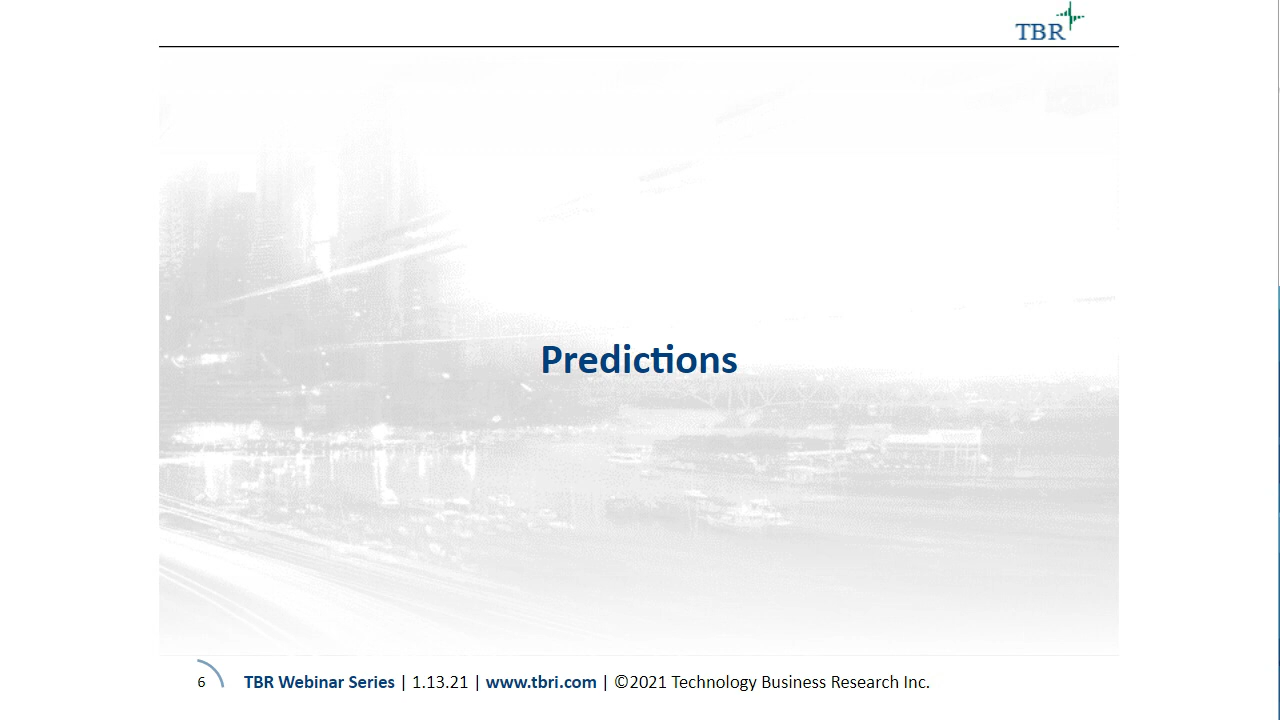 TBR
Predictions
6 TBR Webinar Series | 1.13.21 | www.tbri.com | ©2021 Technology Business Research Inc.